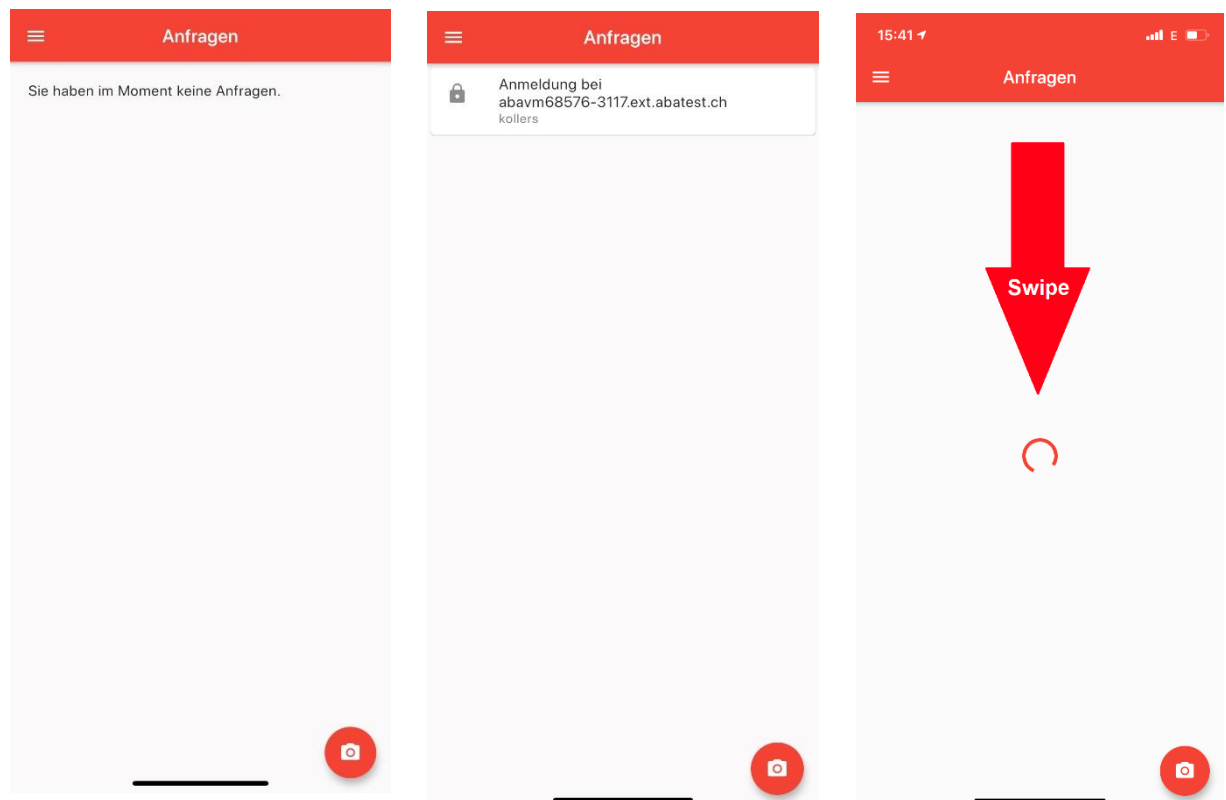 Anfragen
Sie haben im Moment keine Anfragen.
Anfragen
Anmeldung bei
abavm68576-3117.ext.abatest.ch
kollers
15:41
E
Anfragen
Swipe